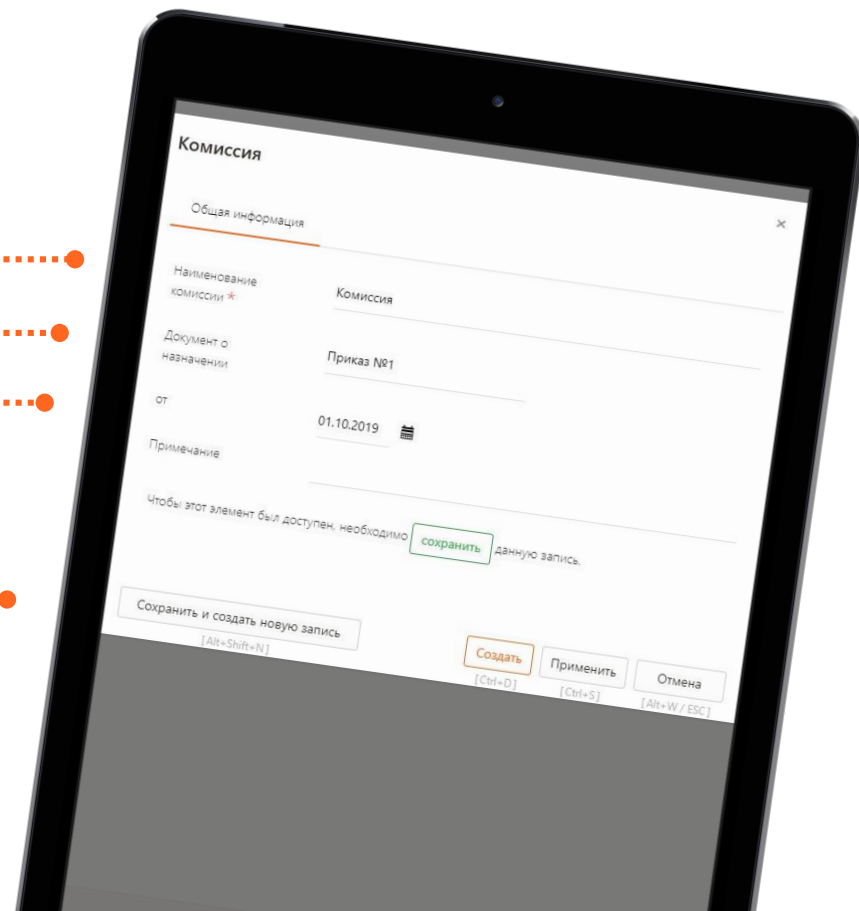 Комиссия
×
Общая информация
Наименование
комиссии *
Комиссия
Документ о
назначении
Приказ №1
от
01.10.2019
Примечание
Чтобы этот элемент был доступен, необходимо сохранить данную запись.
Сохранить и создать новую запись
[Alt+Shift+N]
Создать
[Ctrl+D]
Применить
[Ctrl+S]
Отмена
[Alt+W / ESC]